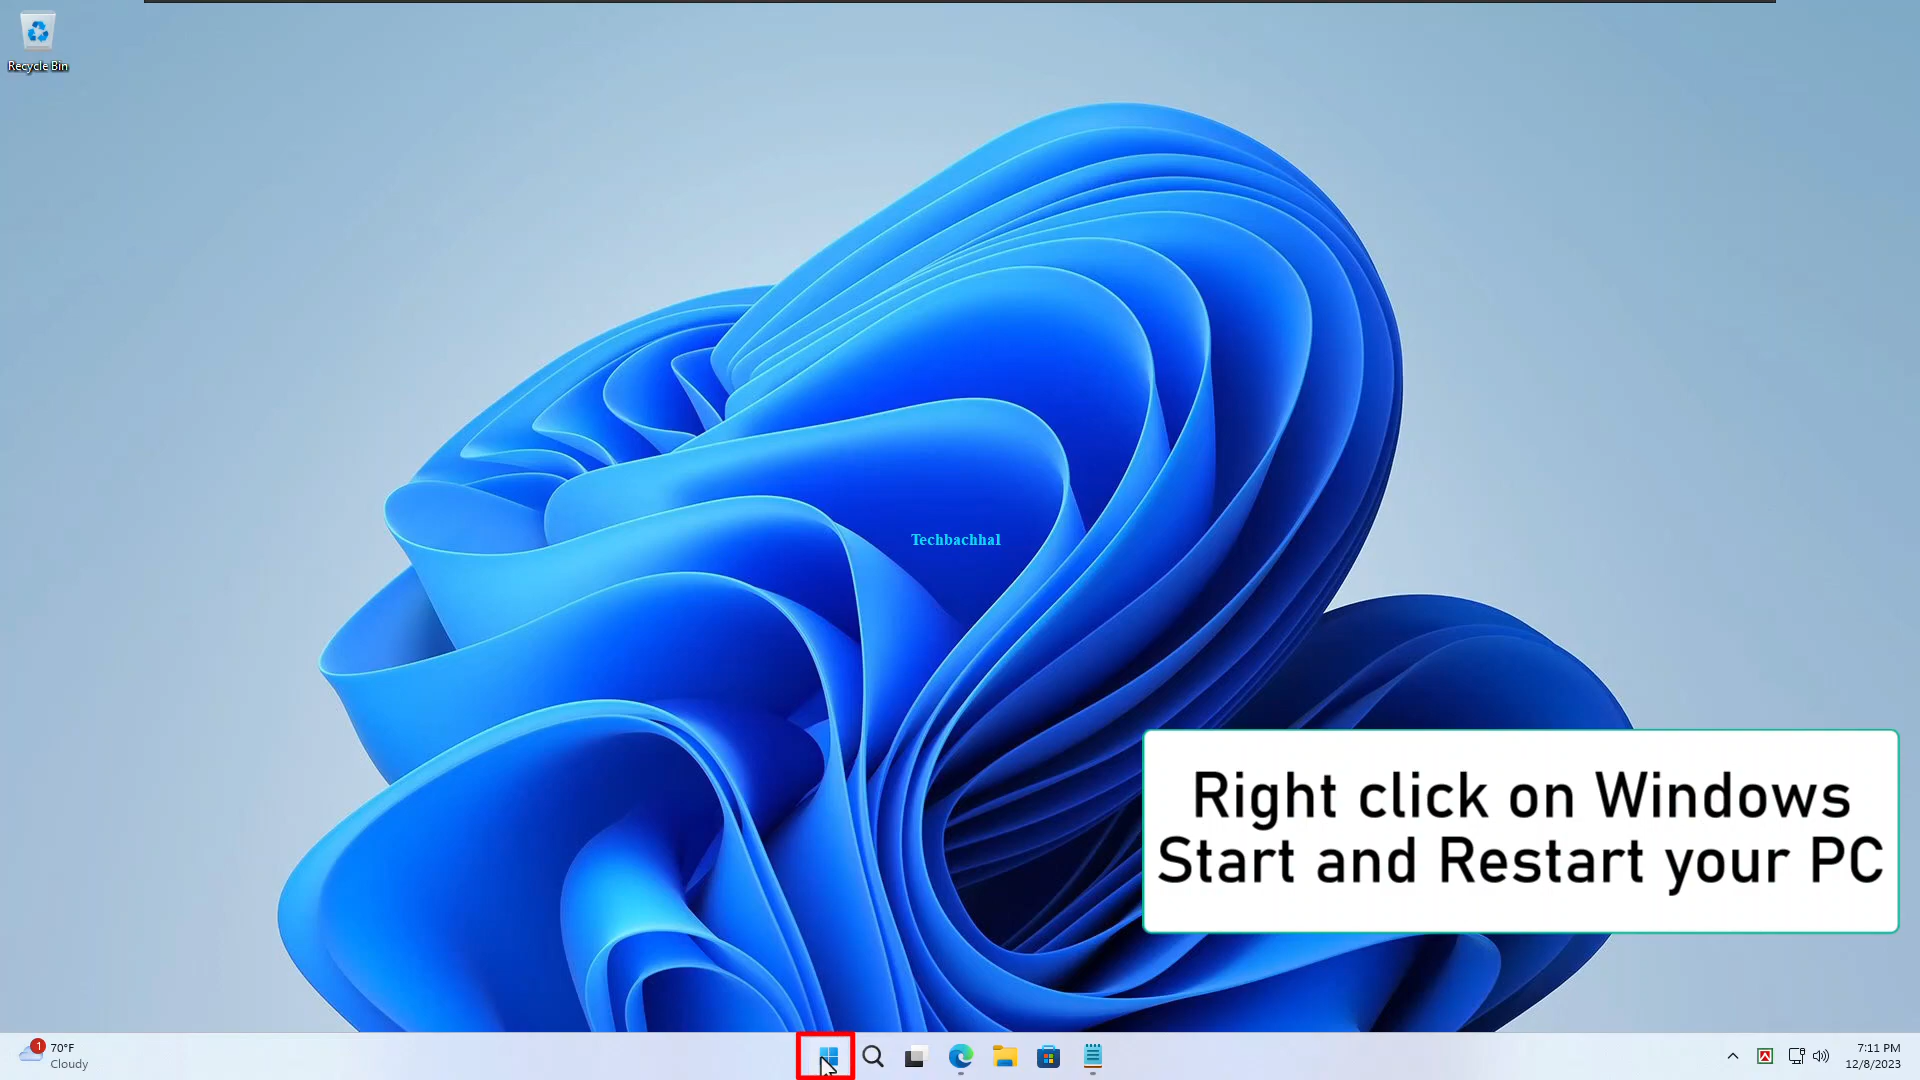 Recycle Bin
Techbachhal
Right click on Windows
Start and Restart your PC
1
70°F
Cloudy
7:11 PM
12/8/2023